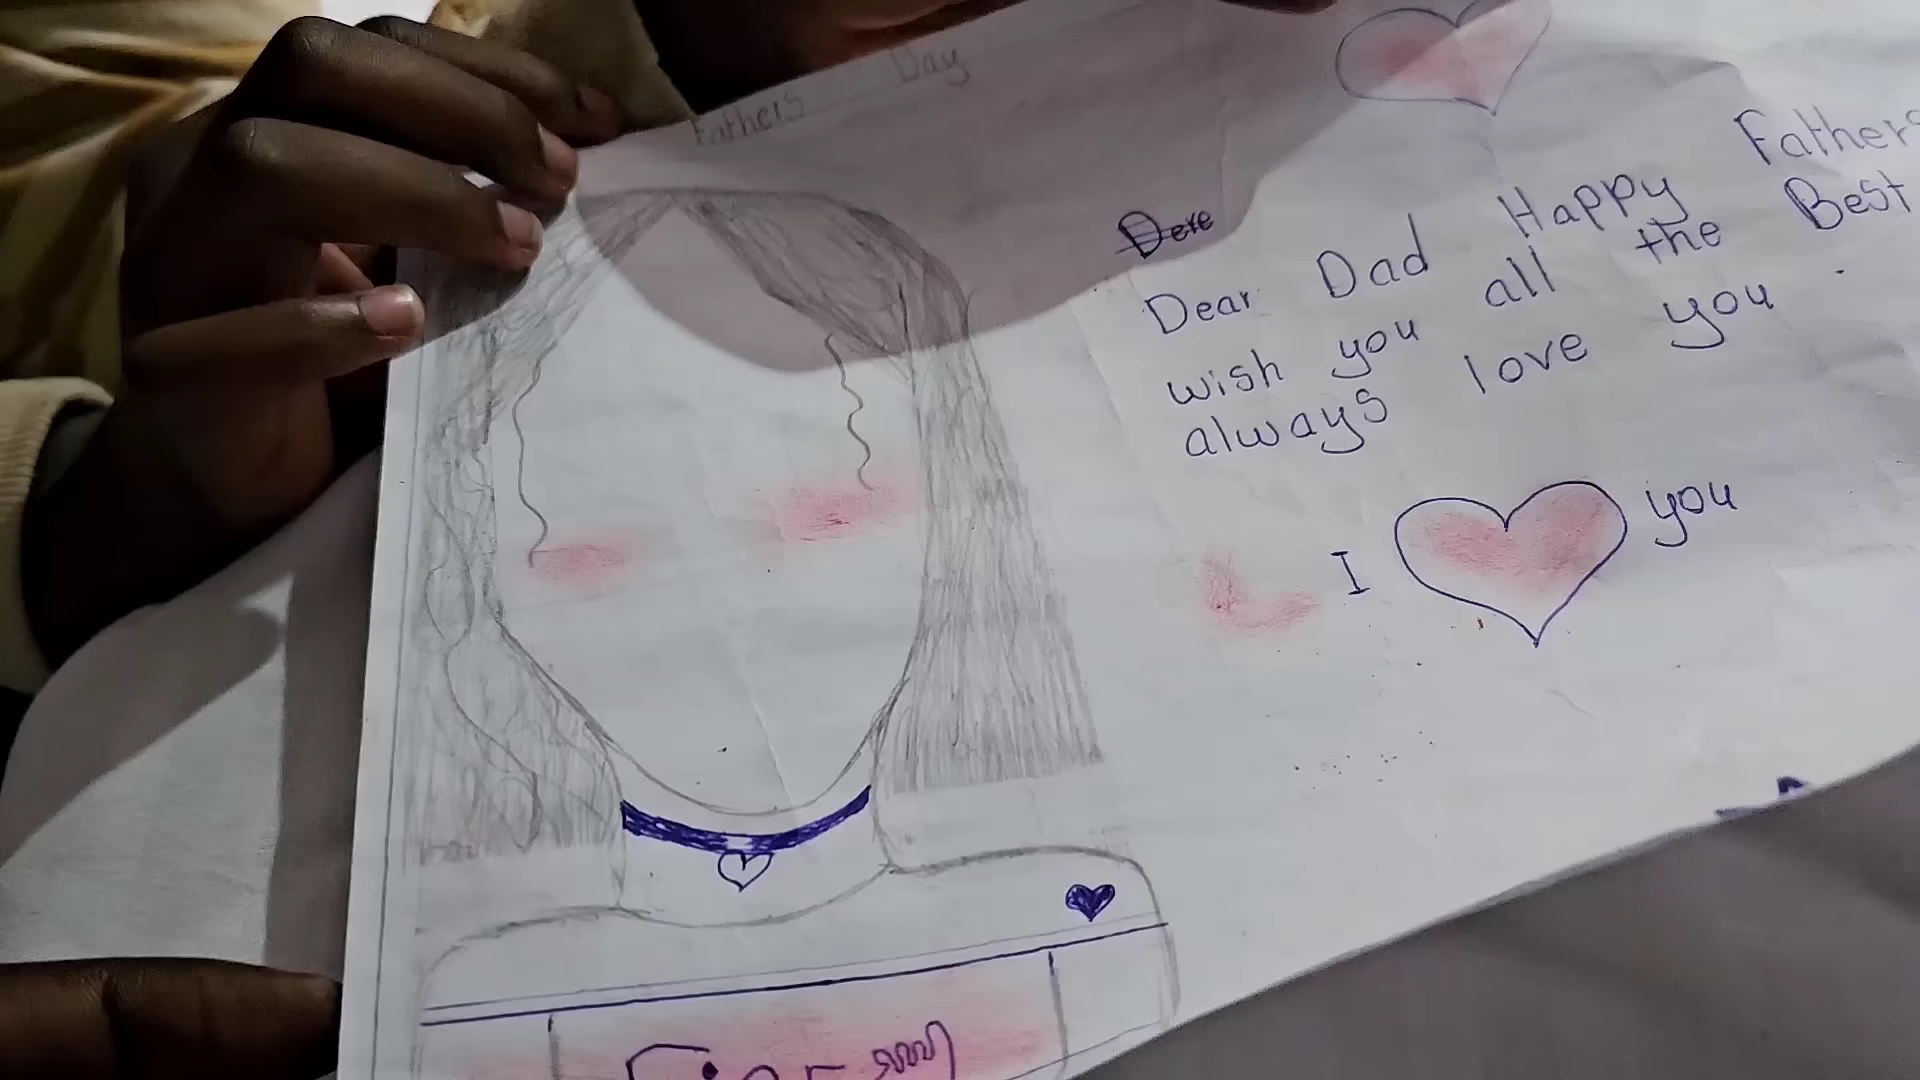 Fathers Day
Dere
Dear Dad Happy Fathers
wish you all the Best
always love you
I you